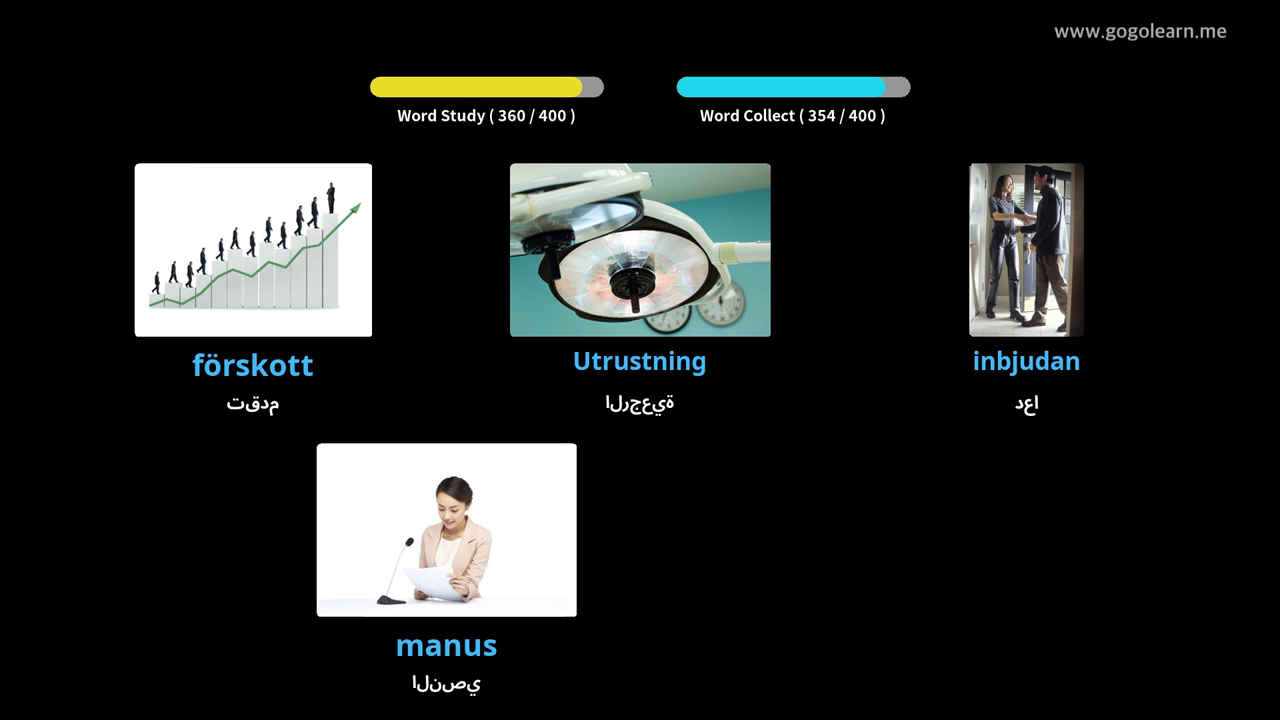 www.gogolearn.me
Word Study ( 360 / 400 )
Word Collect ( 354 / 400 )
förskott
تقدم
Utrustning
الرجعية
inbjudan
دعا
manus
النصي